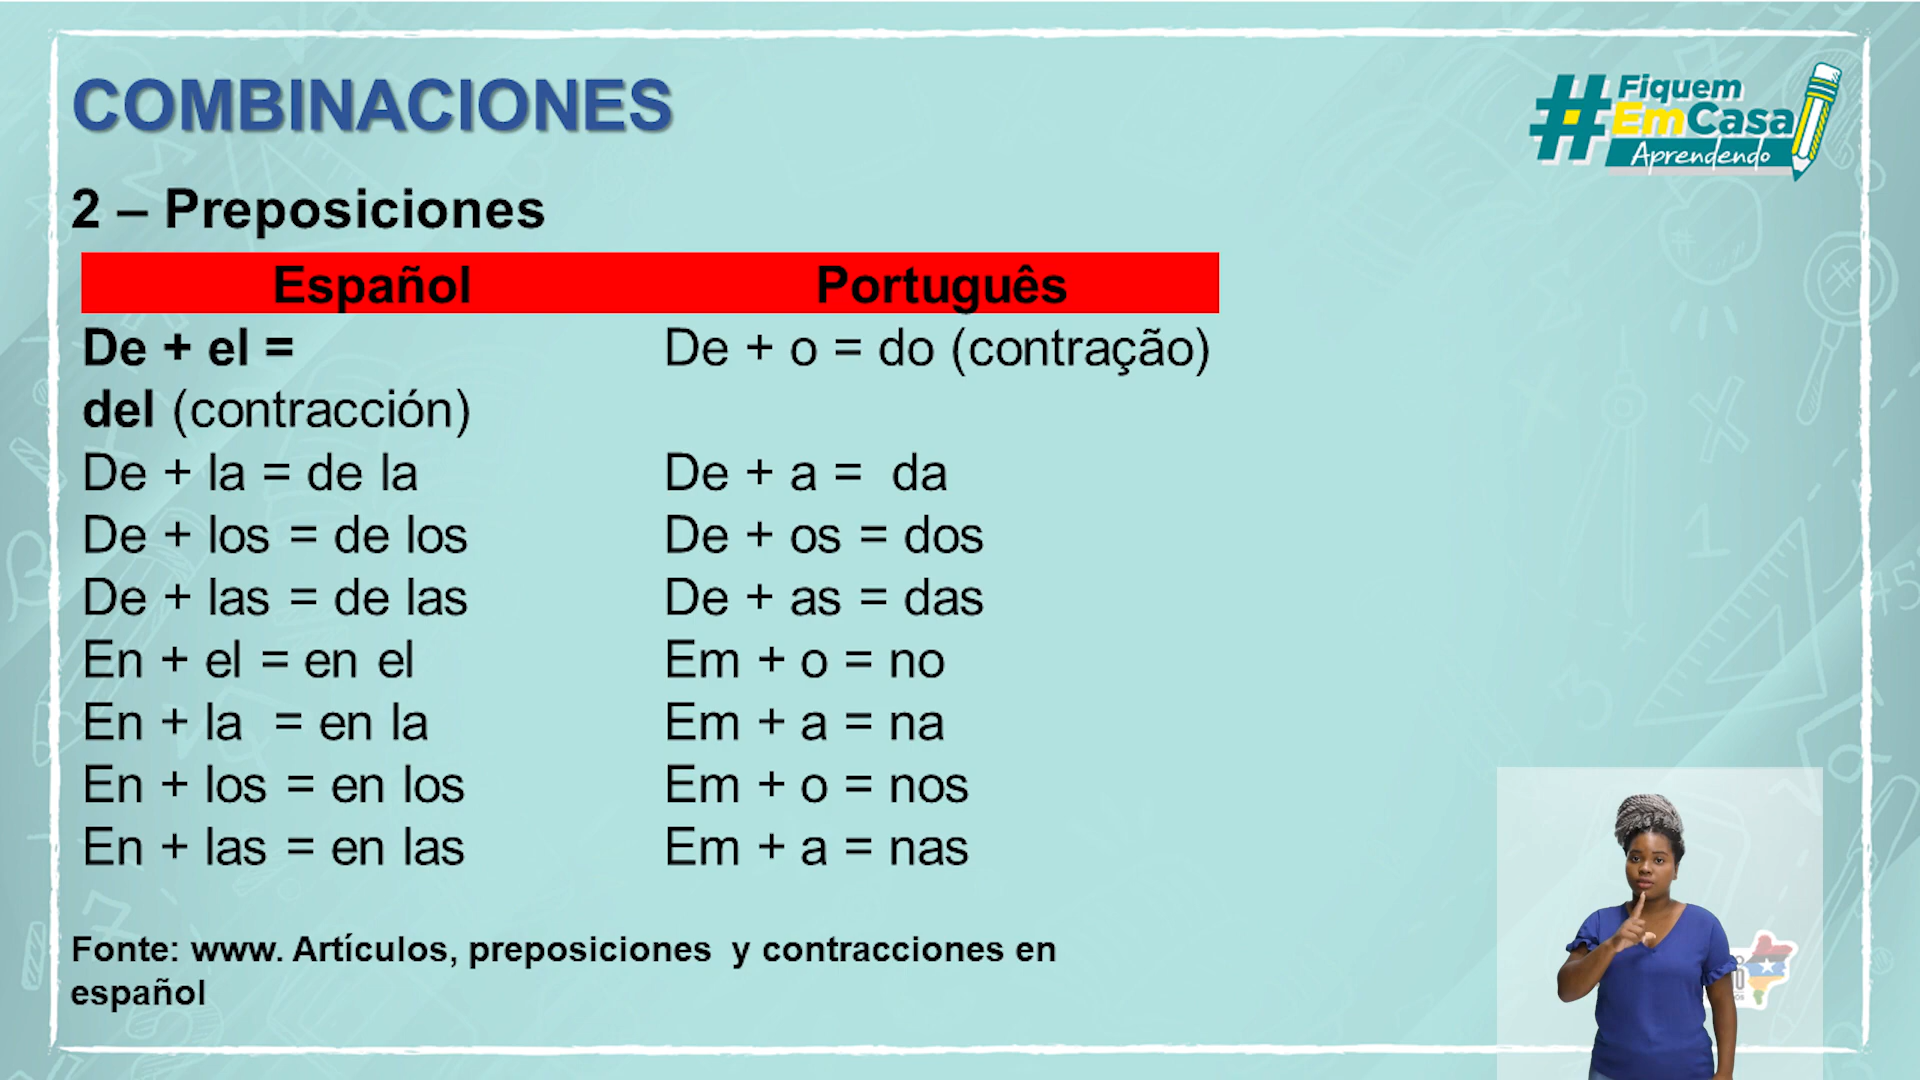 COMBINACIONES
#Fiquem
EmCasa
Aprendendo
2 – Preposiciones
Español Português
De + el = De + o = do (contração)
del (contracción)
De + la = de la De + a = da
De + los = de los De + os = dos
De + las = de las De + as = das
En + el = en el Em + o = no
En + la = en la Em + a = na
En + los = en los Em + o = nos
En + las = en las Em + a = nas
Fonte: www. Artículos, preposiciones y contracciones en
español